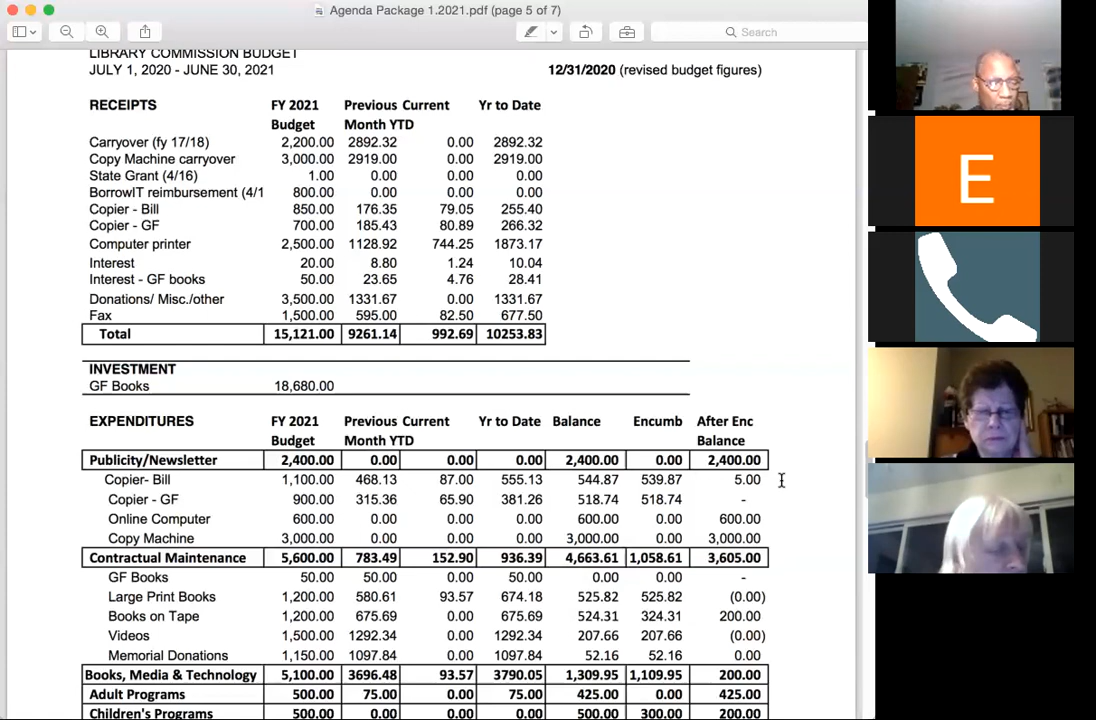 Agenda Package 1.2021.pdf (page 5 of 7)
Search
LIBRARY COMMISSION BUDGET
JULY 1, 2020 - JUNE 30, 2021 12/31/2020 (revised budget figures)
RECEIPTS FY 2021 Previous Current Yr to Date
Budget Month YTD
Carryover (fy 17/18) 2,200.00 2892.32 0.00 2892.32
Copy Machine carryover 3,000.00 2919.00 0.00 2919.00
State Grant (4/16) 1.00 0.00 0.00 0.00
BorrowIT reimbursement (4/1 800.00 0.00 0.00 0.00
Copier - Bill 850.00 176.35 79.05 255.40
Copier - GF 700.00 185.43 80.89 266.32
Computer printer 2,500.00 1128.92 744.25 1873.17
Interest 20.00 8.80 1.24 10.04
Interest - GF books 50.00 23.65 4.76 28.41
Donations/ Misc./other 3,500.00 1331.67 0.00 1331.67
Fax 1,500.00 595.00 82.50 677.50
Total 15,121.00 9261.14 992.69 10253.83
INVESTMENT
GF Books 18,680.00
EXPENDITURES FY 2021 Previous Current Yr to Date Balance Encumb After Enc
Budget Month YTD Balance
Publicity/Newsletter 2,400.00 0.00 0.00 0.00 2,400.00 0.00 2,400.00
Copier- Bill 1,100.00 468.13 87.00 555.13 544.87 539.87 5.00
Copier - GF 900.00 315.36 65.90 381.26 518.74 518.74 -
Online Computer 600.00 0.00 0.00 0.00 600.00 0.00 600.00
Copy Machine 3,000.00 0.00 0.00 0.00 3,000.00 0.00 3,000.00
Contractual Maintenance 5,600.00 783.49 152.90 936.39 4,663.61 1,058.61 3,605.00
GF Books 50.00 50.00 0.00 50.00 0.00 0.00 -
Large Print Books 1,200.00 580.61 93.57 674.18 525.82 525.82 (0.00)
Books on Tape 1,200.00 675.69 0.00 675.69 524.31 324.31 200.00
Videos 1,500.00 1292.34 0.00 1292.34 207.66 207.66 (0.00)
Memorial Donations 1,150.00 1097.84 0.00 1097.84 52.16 52.16 0.00
Books, Media & Technology 5,100.00 3696.48 93.57 3790.05 1,309.95 1,109.95 200.00
Adult Programs 500.00 75.00 0.00 75.00 425.00 0.00 425.00
Children's Programs 500.00 0.00 0.00 0.00 500.00 300.00 200.00
E